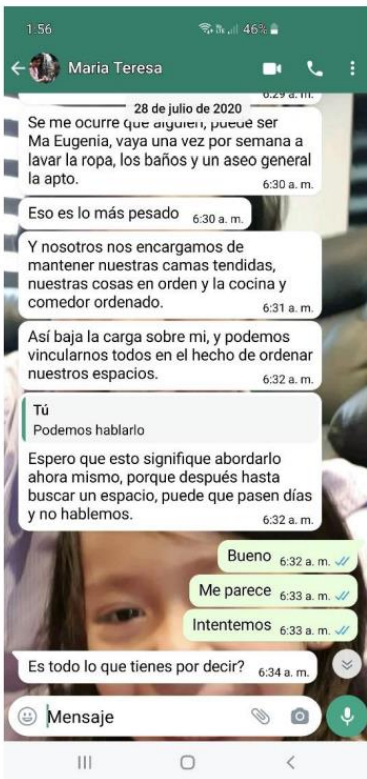 1:56 46%
Maria Teresa
6:29 a. m.
28 de julio de 2020
Se me ocurre que alguien, puede ser
Ma Eugenia, vaya una vez por semana a
lavar la ropa, los baños y un aseo general
la apto.
6:30 a. m.
Eso es lo más pesado 6:30 a. m.
Y nosotros nos encargamos de
mantener nuestras camas tendidas,
nuestras cosas en orden y la cocina y
comedor ordenado.
6:31 a. m.
Así baja la carga sobre mi, y podemos
vincularnos todos en el hecho de ordenar
nuestros espacios.
6:32 a. m.
Tú
Podemos hablarlo
Espero que esto signifique abordarlo
ahora mismo, porque después hasta
buscar un espacio, puede que pasen días
y no hablemos.
6:32 a. m.
Bueno 6:32 a. m.
Me parece 6:33 a. m.
Intentemos 6:33 a. m.
Es todo lo que tienes por decir? 6:34 a. m.
Mensaje